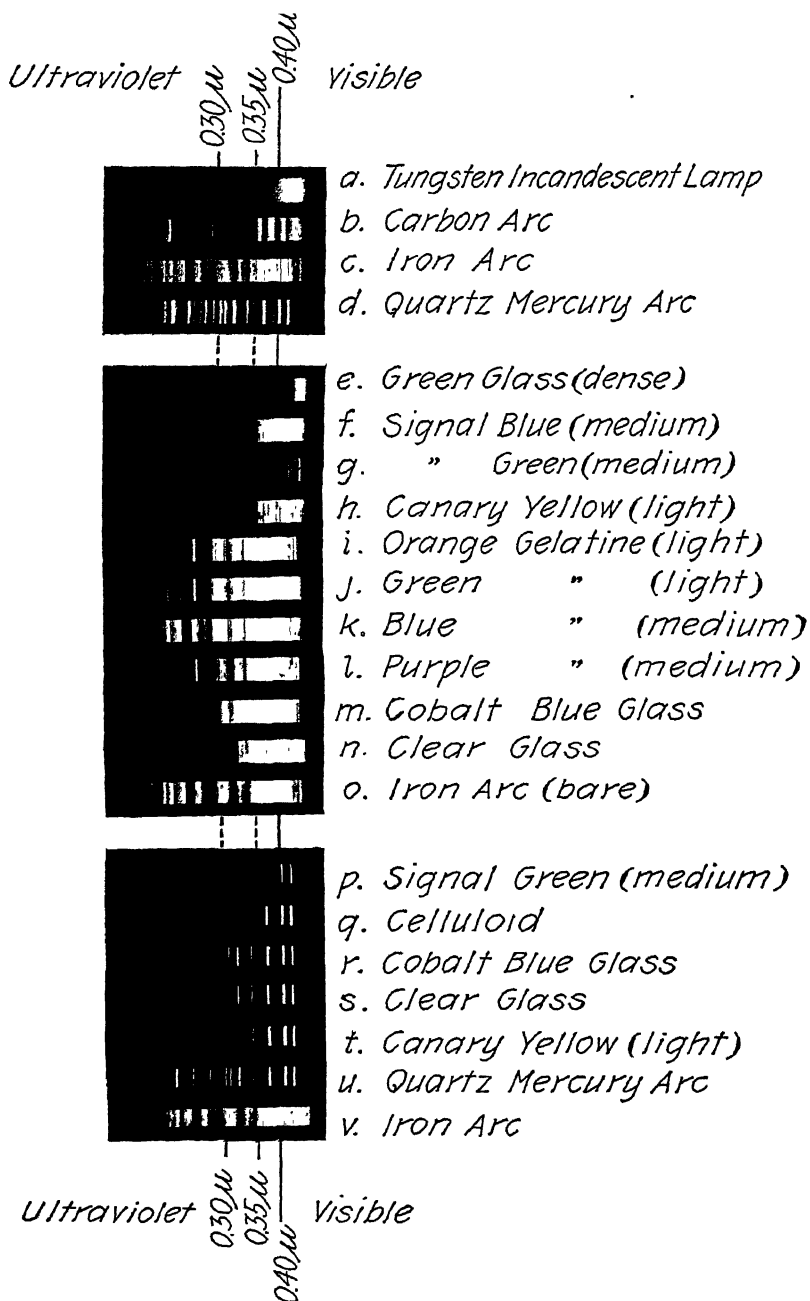 Ultraviolet 0.30μ 0.35μ 0.40μ Visible
a. Tungsten Incandescent Lamp
b. Carbon Arc
c. Iron Arc
d. Quartz Mercury Arc
e. Green Glass (dense)
f. Signal Blue (medium)
g. " Green (medium)
h. Canary Yellow (light)
i. Orange Gelatine (light)
j. Green " (light)
k. Blue " (medium)
l. Purple " (medium)
m. Cobalt Blue Glass
n. Clear Glass
o. Iron Arc (bare)
p. Signal Green (medium)
q. Celluloid
r. Cobalt Blue Glass
s. Clear Glass
t. Canary Yellow (light)
u. Quartz Mercury Arc
v. Iron Arc
Ultraviolet 0.30μ 0.35μ 0.40μ Visible